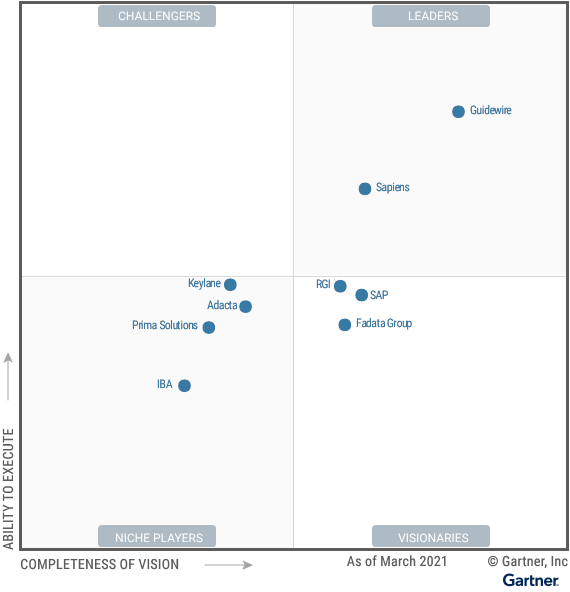 CHALLENGERS
LEADERS
Guidewire
Sapiens
Keylane
RGI
SAP
Adacta
Prima Solutions
Fadata Group
IBA
ABILITY TO EXECUTE
NICHE PLAYERS
VISIONARIES
COMPLETENESS OF VISION
As of March 2021
© Gartner, Inc
Gartner